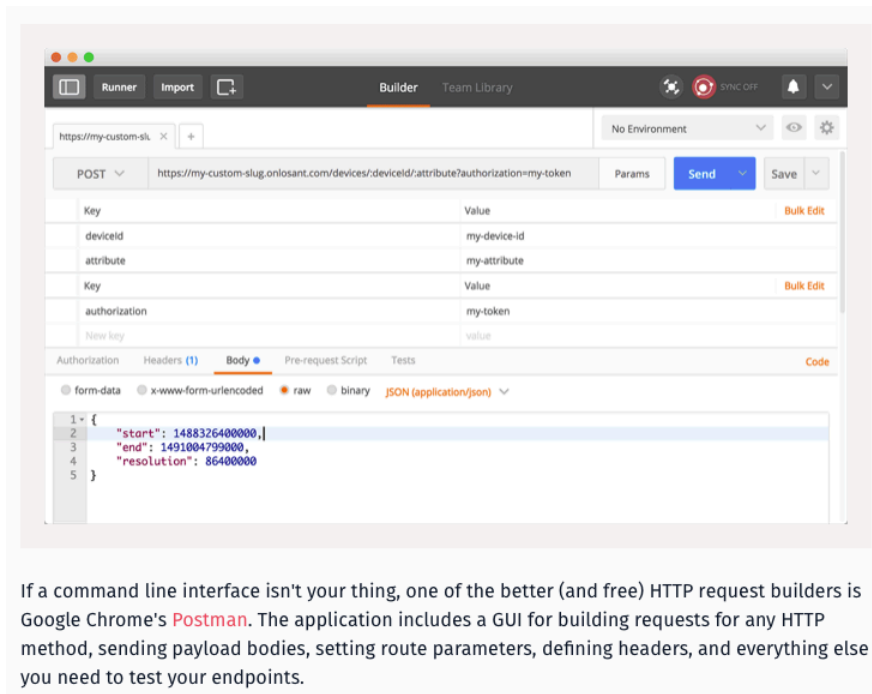 Runner Import Builder Team Library SYNC OFF
https://my-custom-slu
No Environment
POST https://my-custom-slug.onlosant.com/devices/:deviceId/:attribute?authorization=my-token Params Send Save
Key Value Bulk Edit
deviceId my-device-id
attribute my-attribute
Key Value Bulk Edit
authorization my-token
New key value
Authorization Headers (1) Body Pre-request Script Tests Code
form-data x-www-form-urlencoded raw binary JSON (application/json)
1 {
2 "start": 1488326400000,
3 "end": 1491004799000,
4 "resolution": 86400000
5 }
If a command line interface isn't your thing, one of the better (and free) HTTP request builders is
Google Chrome's Postman. The application includes a GUI for building requests for any HTTP
method, sending payload bodies, setting route parameters, defining headers, and everything else
you need to test your endpoints.